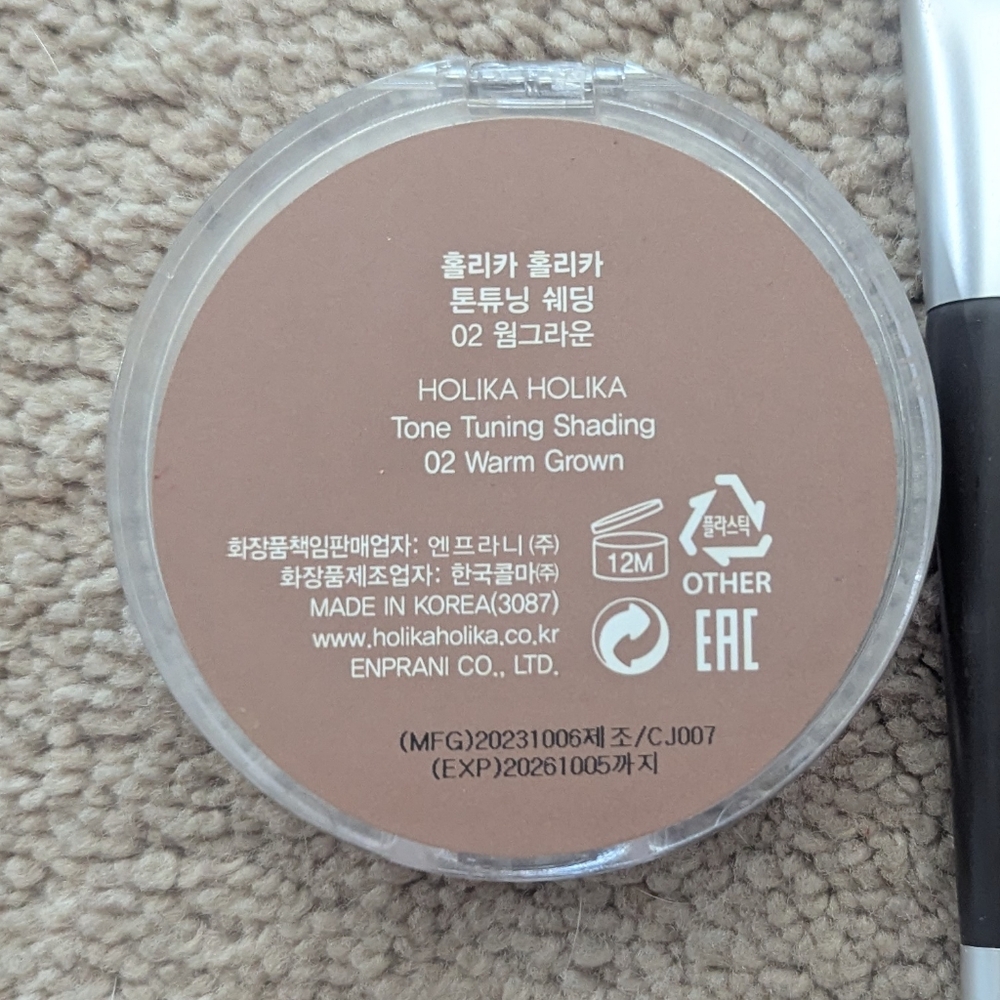 홀리카 홀리카
톤튜닝 쉐딩
02 웜그라운
HOLIKA HOLIKA
Tone Tuning Shading
02 Warm Grown
화장품책임판매업자: 엔프라니 (주)
화장품제조업자: 한국콜마㈜
MADE IN KOREA(3087)
www.holikaholika.co.kr
ENPRANI CO., LTD.
12M
플라스틱
OTHER
EAC
(MFG)20231006제조/CJ007
(EXP)20261005까지